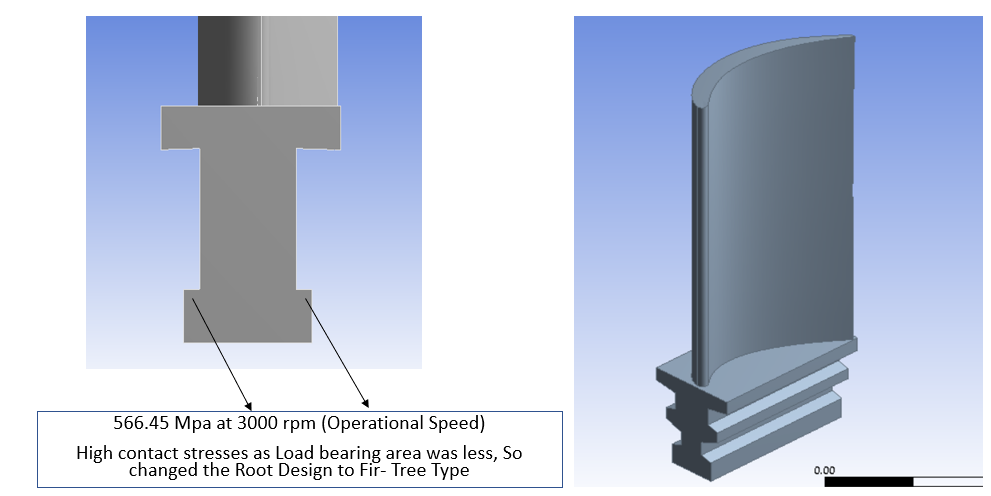 566.45 Mpa at 3000 rpm (Operational Speed)
High contact stresses as Load bearing area was less, So
changed the Root Design to Fir- Tree Type
0.00